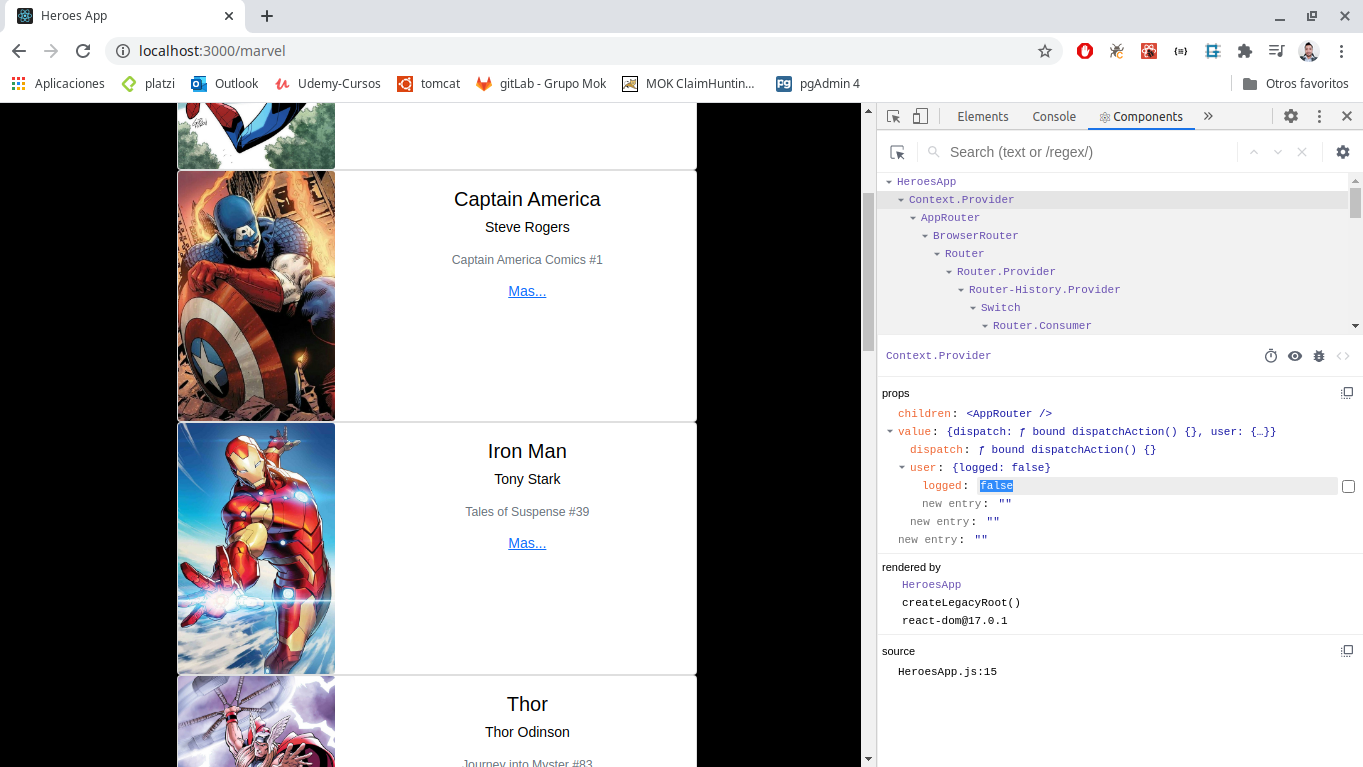 Heroes App
localhost:3000/marvel
Aplicaciones platzi Outlook Udemy-Cursos tomcat gitLab - Grupo Mok MOK ClaimHuntin... pgAdmin 4 Otros favoritos
Captain America
Steve Rogers
Captain America Comics #1
Mas...
Iron Man
Tony Stark
Tales of Suspense #39
Mas...
Thor
Thor Odinson
Journey into Myster #83
Elements Console Components
Search (text or /regex/)
HeroesApp
Context.Provider
AppRouter
BrowserRouter
Router
Router.Provider
Router-History.Provider
Switch
Router.Consumer
Context.Provider
props
children: <AppRouter />
value: {dispatch: ƒ bound dispatchAction() {}, user: {…}}
dispatch: ƒ bound dispatchAction() {}
user: {logged: false}
logged: false
new entry: ""
new entry: ""
new entry: ""
rendered by
HeroesApp
createLegacyRoot()
react-dom@17.0.1
source
HeroesApp.js:15